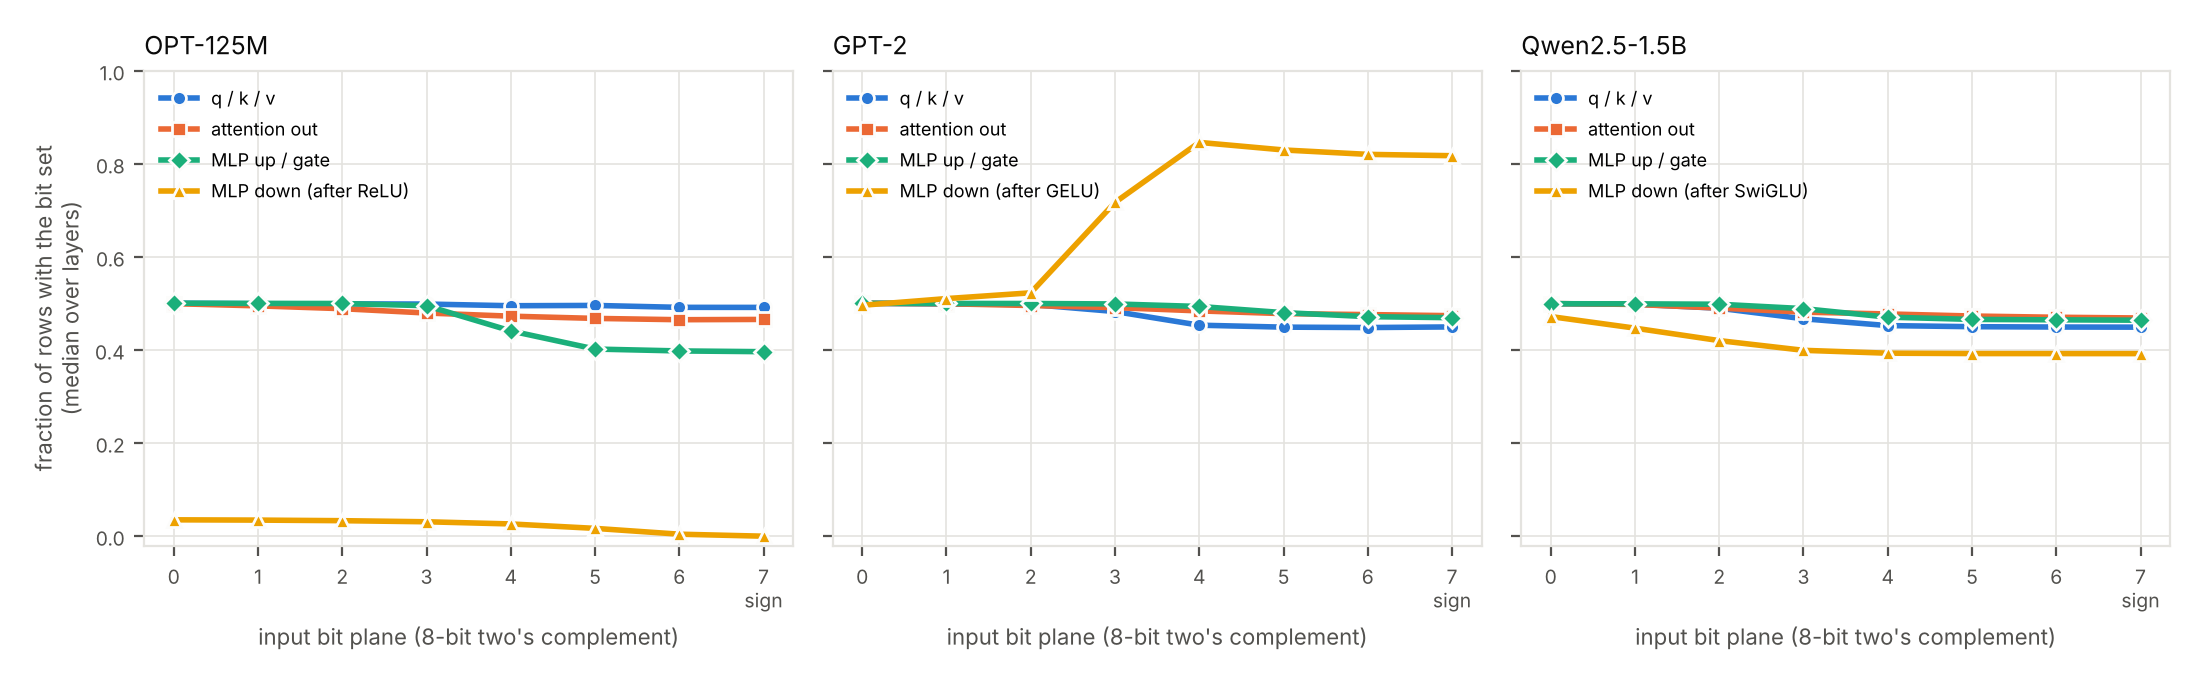 OPT-125M
1.0
0.8
0.6
0.4
0.2
0.0
fraction of rows with the bit set
(median over layers)
q / k / v
attention out
MLP up / gate
MLP down (after ReLU)
0 1 2 3 4 5 6 7
sign
input bit plane (8-bit two's complement)
GPT-2
q / k / v
attention out
MLP up / gate
MLP down (after GELU)
0 1 2 3 4 5 6 7
sign
input bit plane (8-bit two's complement)
Qwen2.5-1.5B
q / k / v
attention out
MLP up / gate
MLP down (after SwiGLU)
0 1 2 3 4 5 6 7
sign
input bit plane (8-bit two's complement)